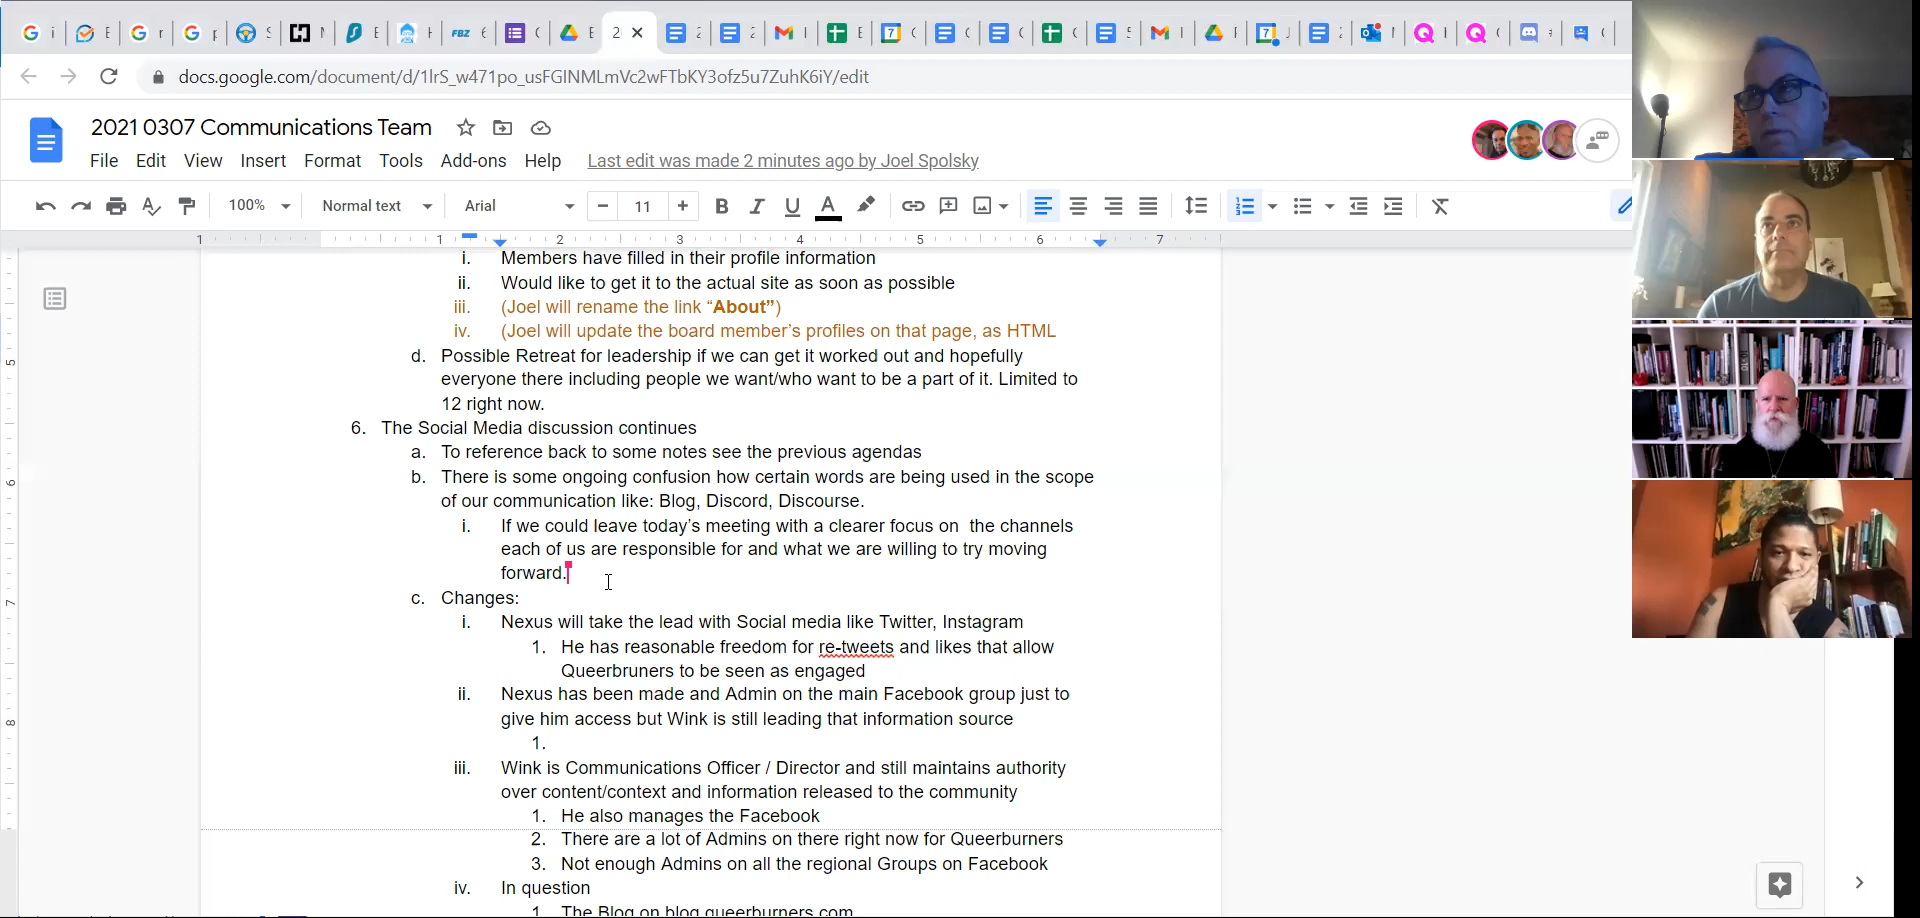 docs.google.com/document/d/1lrS_w471po_usFGINMLmVc2wFTbKY3ofz5u7ZuhK6iY/edit
2021 0307 Communications Team
File Edit View Insert Format Tools Add-ons Help Last edit was made 2 minutes ago by Joel Spolsky
100% Normal text Arial 11
1 1 2 3 4 5 6 7
i. Members have filled in their profile information
ii. Would like to get it to the actual site as soon as possible
iii. (Joel will rename the link “About”)
iv. (Joel will update the board member’s profiles on that page, as HTML
d. Possible Retreat for leadership if we can get it worked out and hopefully
everyone there including people we want/who want to be a part of it. Limited to
12 right now.
6. The Social Media discussion continues
a. To reference back to some notes see the previous agendas
b. There is some ongoing confusion how certain words are being used in the scope
of our communication like: Blog, Discord, Discourse.
i. If we could leave today’s meeting with a clearer focus on the channels
each of us are responsible for and what we are willing to try moving
forward.
c. Changes:
i. Nexus will take the lead with Social media like Twitter, Instagram
1. He has reasonable freedom for re-tweets and likes that allow
Queerbruners to be seen as engaged
ii. Nexus has been made and Admin on the main Facebook group just to
give him access but Wink is still leading that information source
1.
iii. Wink is Communications Officer / Director and still maintains authority
over content/context and information released to the community
1. He also manages the Facebook
2. There are a lot of Admins on there right now for Queerburners
3. Not enough Admins on all the regional Groups on Facebook
iv. In question
1. The Blog on blog.queerburners.com